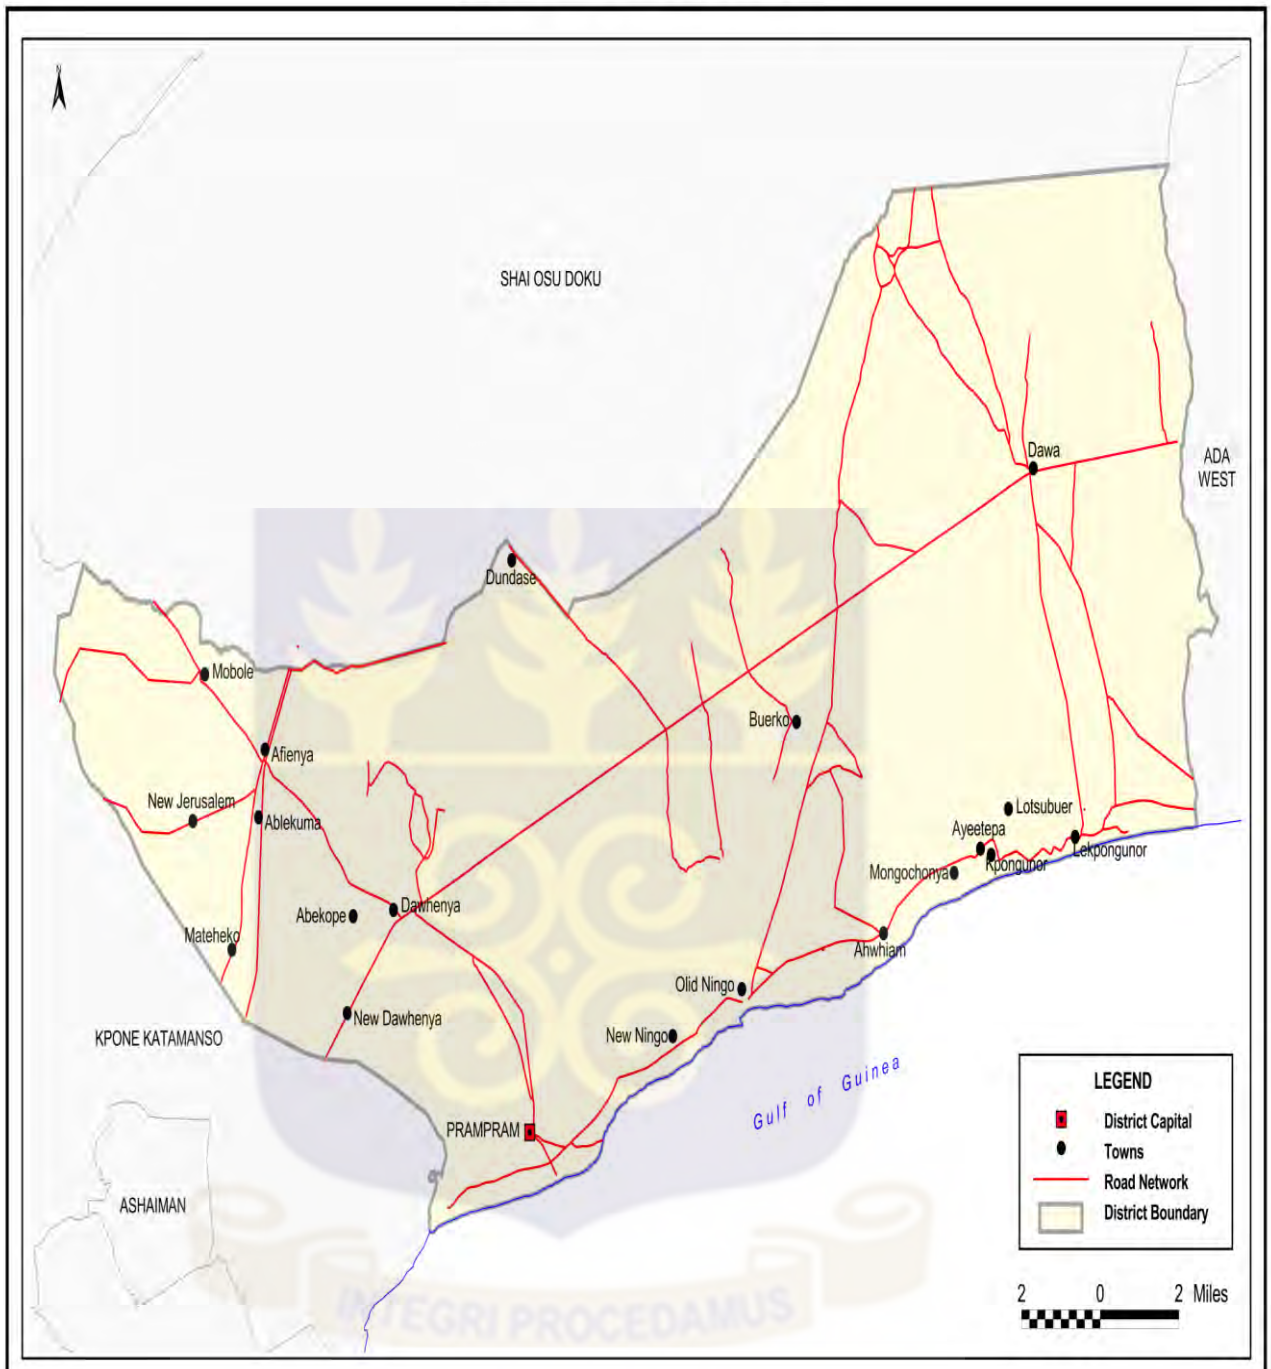 N
SHAI OSU DOKU
Dawa
ADA
WEST
Dundase
Mobole
Buerko
Afienya
New Jerusalem
Ablekuma
Lotsubuer
Ayeetepa
Kpongunor
Lekpongunor
Mongochonya
Abekope
Dawhenya
Mateheko
Ahwhiam
Olid Ningo
New Dawhenya
New Ningo
KPONE KATAMANSO
Gulf of Guinea
PRAMPRAM
ASHAIMAN
LEGEND
District Capital
Towns
Road Network
District Boundary
2 0 2 Miles
INTEGRI PROCEDAMUS